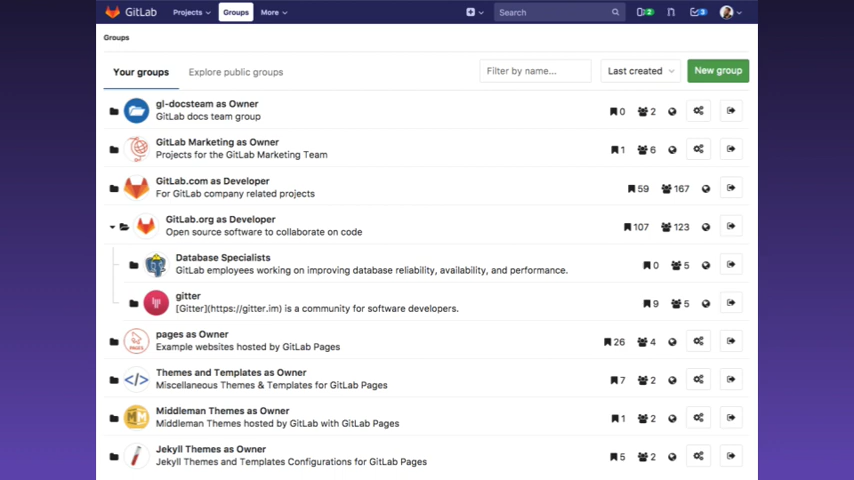 GitLab Projects Groups More Search 2 3
Groups
Your groups Explore public groups Filter by name... Last created New group
gl-docsteam as Owner
GitLab docs team group
0 2
GitLab Marketing as Owner
Projects for the GitLab Marketing Team
1 6
GitLab.com as Developer
For GitLab company related projects
59 167
GitLab.org as Developer
Open source software to collaborate on code
107 123
Database Specialists
GitLab employees working on improving database reliability, availability, and performance.
0 5
gitter
[Gitter](https://gitter.im) is a community for software developers.
9 5
PAGES
pages as Owner
Example websites hosted by GitLab Pages
26 4
Themes and Templates as Owner
Miscellaneous Themes & Templates for GitLab Pages
7 2
Middleman Themes as Owner
Middleman Themes hosted by GitLab with GitLab Pages
1 2
Jekyll Themes as Owner
Jekyll Themes and Templates Configurations for GitLab Pages
5 2